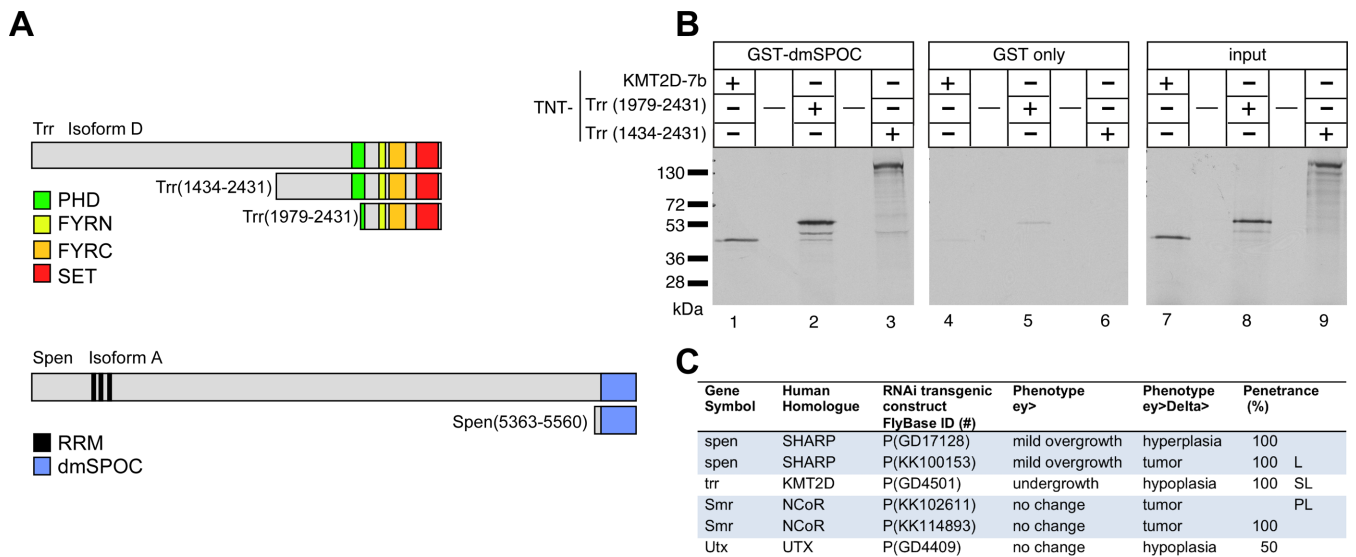 A
Trr Isoform D
Trr(1434-2431)
Trr(1979-2431)
PHD
FYRN
FYRC
SET
Spen Isoform A
Spen(5363-5560)
RRM
dmSPOC
B
GST-dmSPOC GST only input
KMT2D-7b + — – – + — – – + — – –
TNT- Trr (1979-2431) – — + — – – — + — – – — + — –
Trr (1434-2431) – — – — + – — – — + – — – — +
130
72
53
36
28
kDa
1 2 3 4 5 6 7 8 9
C
Gene Symbol Human Homologue RNAi transgenic construct FlyBase ID (#) Phenotype ey> Phenotype ey>Delta> Penetrance (%)
spen SHARP P(GD17128) mild overgrowth hyperplasia 100
spen SHARP P(KK100153) mild overgrowth tumor 100 L
trr KMT2D P(GD4501) undergrowth hypoplasia 100 SL
Smr NCoR P(KK102611) no change tumor PL
Smr NCoR P(KK114893) no change tumor 100
Utx UTX P(GD4409) no change hypoplasia 50